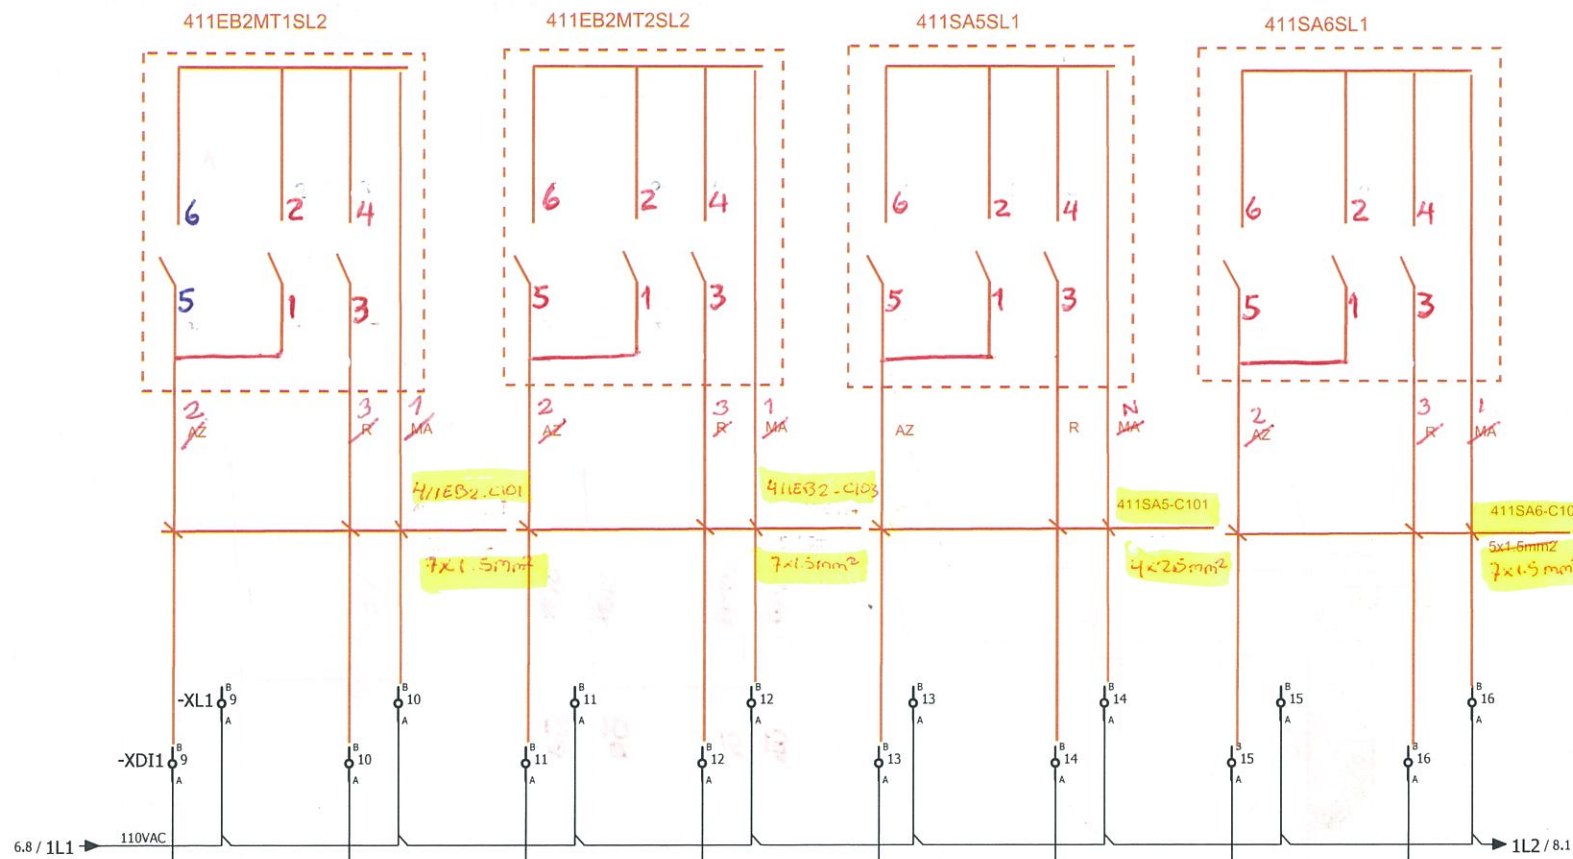 411EB2MT1SL2 411EB2MT2SL2 411SA5SL1 411SA6SL1
6 2 4 6 2 4 6 2 4 6 2 4
5 1 3 5 1 3 5 1 3 5 1 3
2 3 1 2 3 1 N 2 3 1
AZ R MA AZ R MA AZ R MA AZ R MA
411EB2-C101 411EB2-C103 411SA5-C101 411SA6-C10
7x1.5mm² 7x1.5mm² 4x2.5mm² 5x1.5mm2
7x1.5mm
B B B B B B B B
-XL1 9 10 11 12 13 14 15 16
A A A A A A A A
B B B B B B B B
-XDI1 9 10 11 12 13 14 15 16
A A A A A A A A
6.8 / 1L1 110VAC 1L2 / 8.1